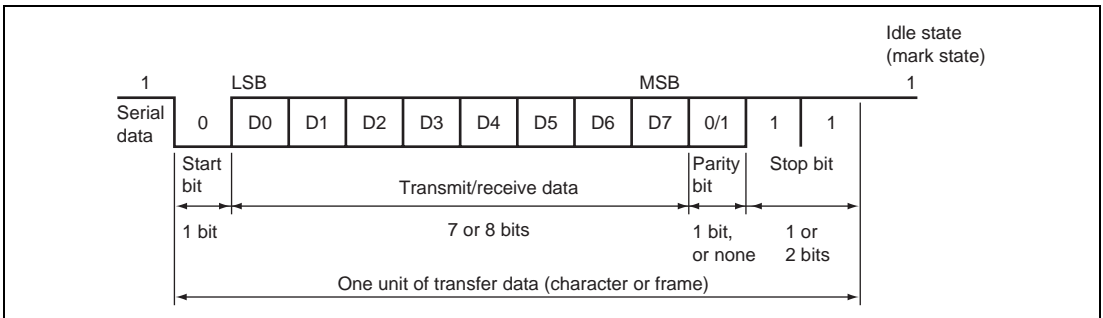 Idle state
(mark state)
1 LSB MSB 1
Serial
data
0 D0 D1 D2 D3 D4 D5 D6 D7 0/1 1 1
Start
bit
Transmit/receive data
Parity
bit
Stop bit
1 bit
7 or 8 bits
1 bit,
or none
1 or
2 bits
One unit of transfer data (character or frame)